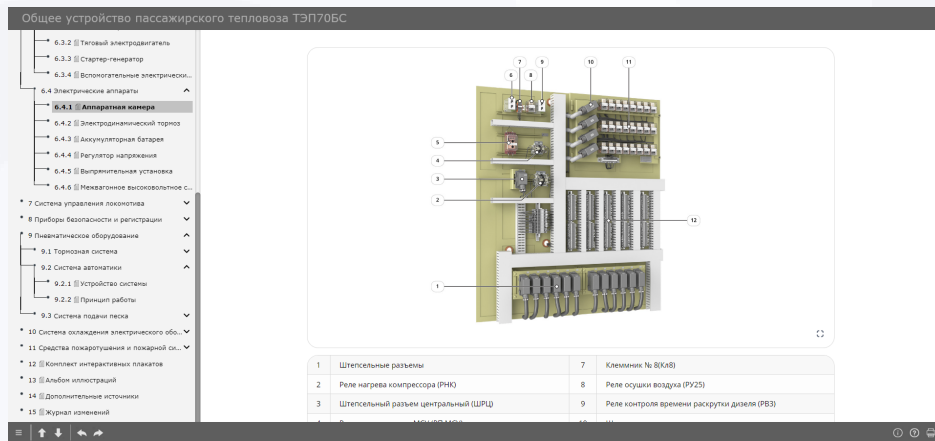 Общее устройство пассажирского тепловоза ТЭП70БС
6.3.2 Тяговый электродвигатель
6.3.3 Стартер-генератор
6.3.4 Вспомогательные электрически...
6.4 Электрические аппараты
6.4.1 Аппаратная камера
6.4.2 Электродинамический тормоз
6.4.3 Аккумуляторная батарея
6.4.4 Регулятор напряжения
6.4.5 Выпрямительная установка
6.4.6 Межвагонное высоковольтное с...
7 Система управления локомотива
8 Приборы безопасности и регистрации
9 Пневматическое оборудование
9.1 Тормозная система
9.2 Система автоматики
9.2.1 Устройство системы
9.2.2 Принцип работы
9.3 Система подачи песка
10 Система охлаждения электрического обо...
11 Средства пожаротушения и пожарной си...
12 Комплект интерактивных плакатов
13 Альбом иллюстраций
14 Дополнительные источники
15 Журнал изменений
7 9 10 11
6 8
5
4
3
2
12
1
1 Штепсельные разъемы 7 Клеммник № 8(Кл8)
2 Реле нагрева компрессора (РНК) 8 Реле осушки воздуха (РУ25)
3 Штепсельный разъем центральный (ШРЦ) 9 Реле контроля времени раскрутки дизеля (РВ3)